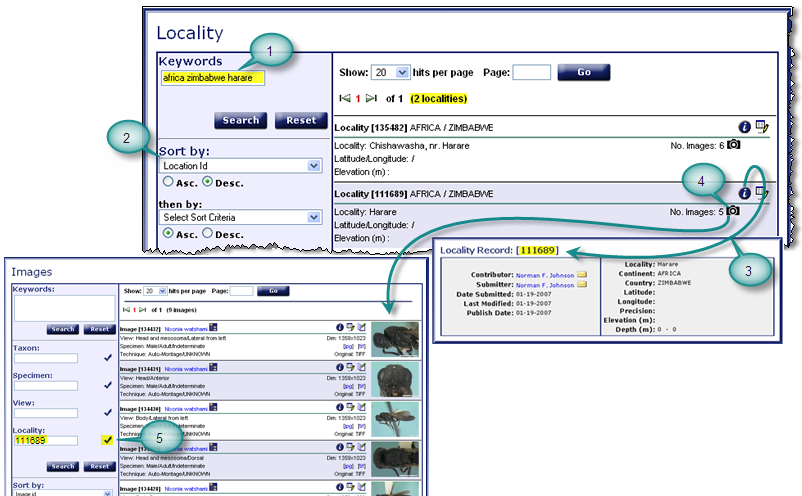 Locality
Keywords
africa zimbabwe harare
Search Reset
Sort by:
Location Id
Asc. Desc.
then by:
Select Sort Criteria
Asc. Desc.
Show: 20 hits per page Page: Go
1 of 1 (2 localities)
Locality [135482] AFRICA / ZIMBABWE
Locality: Chishawasha, nr. Harare No. Images: 6
Latitude/Longitude: /
Elevation (m) :
Locality [111689] AFRICA / ZIMBABWE
Locality: Harare No. Images: 5
Latitude/Longitude: /
Elevation (m) :
1
2
4
3
5
Locality Record: [111689]
Contributor: Norman F. Johnson
Submitter: Norman F. Johnson
Date Submitted: 01-19-2007
Last Modified: 01-19-2007
Publish Date: 01-19-2007
Locality: Harare
Continent: AFRICA
Country: ZIMBABWE
Latitude:
Longitude:
Precision:
Elevation (m):
Depth (m): 0 - 0
Images
Keywords:
Search Reset
Taxon:
Specimen:
View:
Locality:
111689
Search Reset
Sort by:
Image id
Show: 20 hits per page Page: Go
1 of 1 (9 images)
Image [134432] Nixonia watshami
View: Head and mesosoma/Lateral from left Dim: 1359x1023
Specimen: Male/Adult/Indeterminate [jpg] [tif]
Technique: Auto-Montage/UNKNOWN Original: TIFF
Image [134431] Nixonia watshami
View: Head/Anterior Dim: 1359x1023
Specimen: Male/Adult/Indeterminate [jpg] [tif]
Technique: Auto-Montage/UNKNOWN Original: TIFF
Image [134430] Nixonia watshami
View: Body/Lateral from left Dim: 1359x1023
Specimen: Male/Adult/Indeterminate [jpg] [tif]
Original: TIFF
Image [134429] Nixonia watshami
View: Head and mesosoma/Dorsal Dim: 1359x1023
Specimen: Male/Adult/Indeterminate [jpg] [tif]
Technique: Auto-Montage/UNKNOWN Original: TIFF
Image [134428] Nixonia watshami